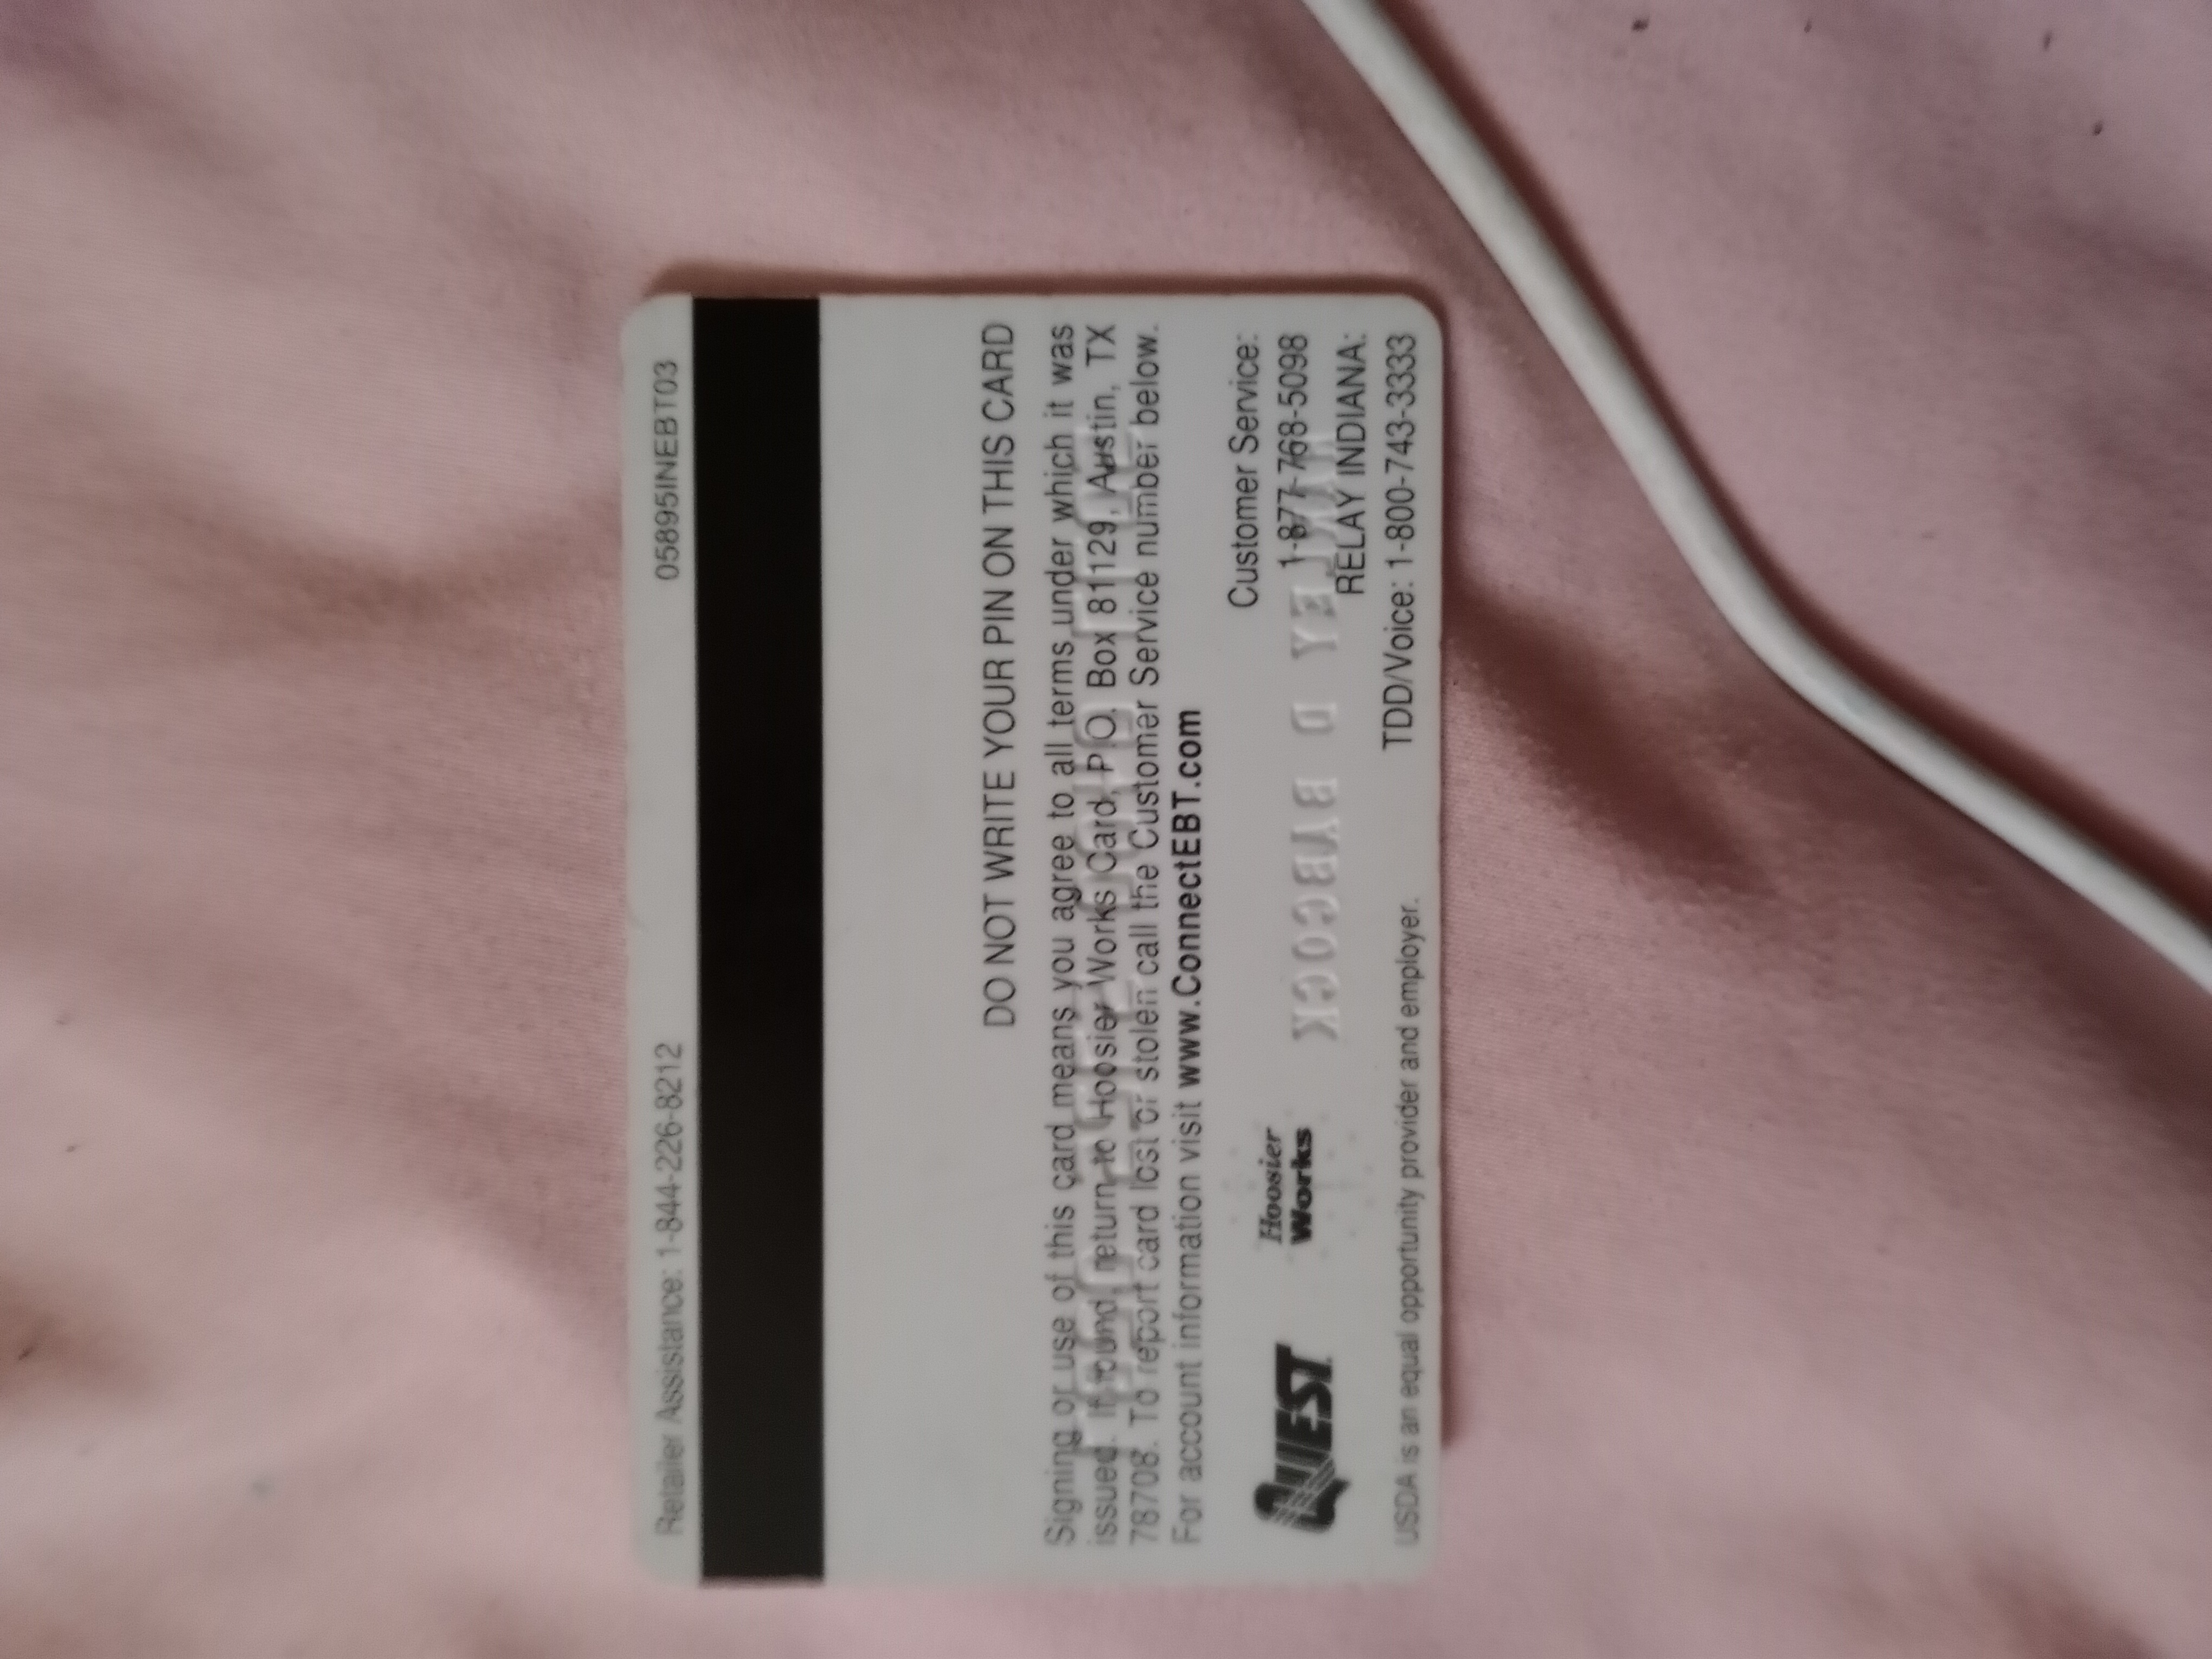 Retailer Assistance: 1-844-226-8212 05895INEBT03
DO NOT WRITE YOUR PIN ON THIS CARD
Signing or use of this card means you agree to all terms under which it was
issued. If found, return to Hoosier Works Card, P.O. Box 81129, Austin, TX
78708. To report card lost or stolen call the Customer Service number below.
For account information visit www.ConnectEBT.com
Customer Service:
1-877-768-5098
RELAY INDIANA:
TDD/Voice: 1-800-743-3333
QUEST
Hoosier
Works
EY D BABCOCK
USDA is an equal opportunity provider and employer.